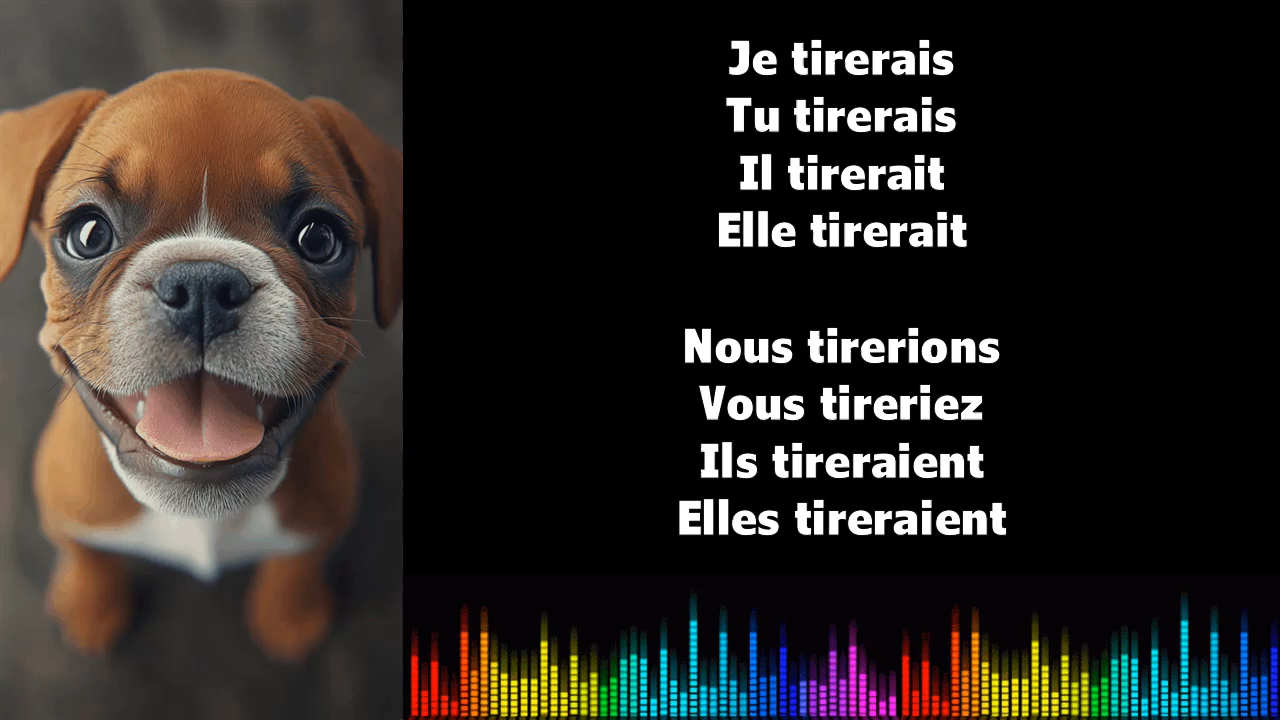 Je tirerais
Tu tirerais
Il tirerait
Elle tirerait
Nous tirerions
Vous tireriez
Ils tireraient
Elles tireraient